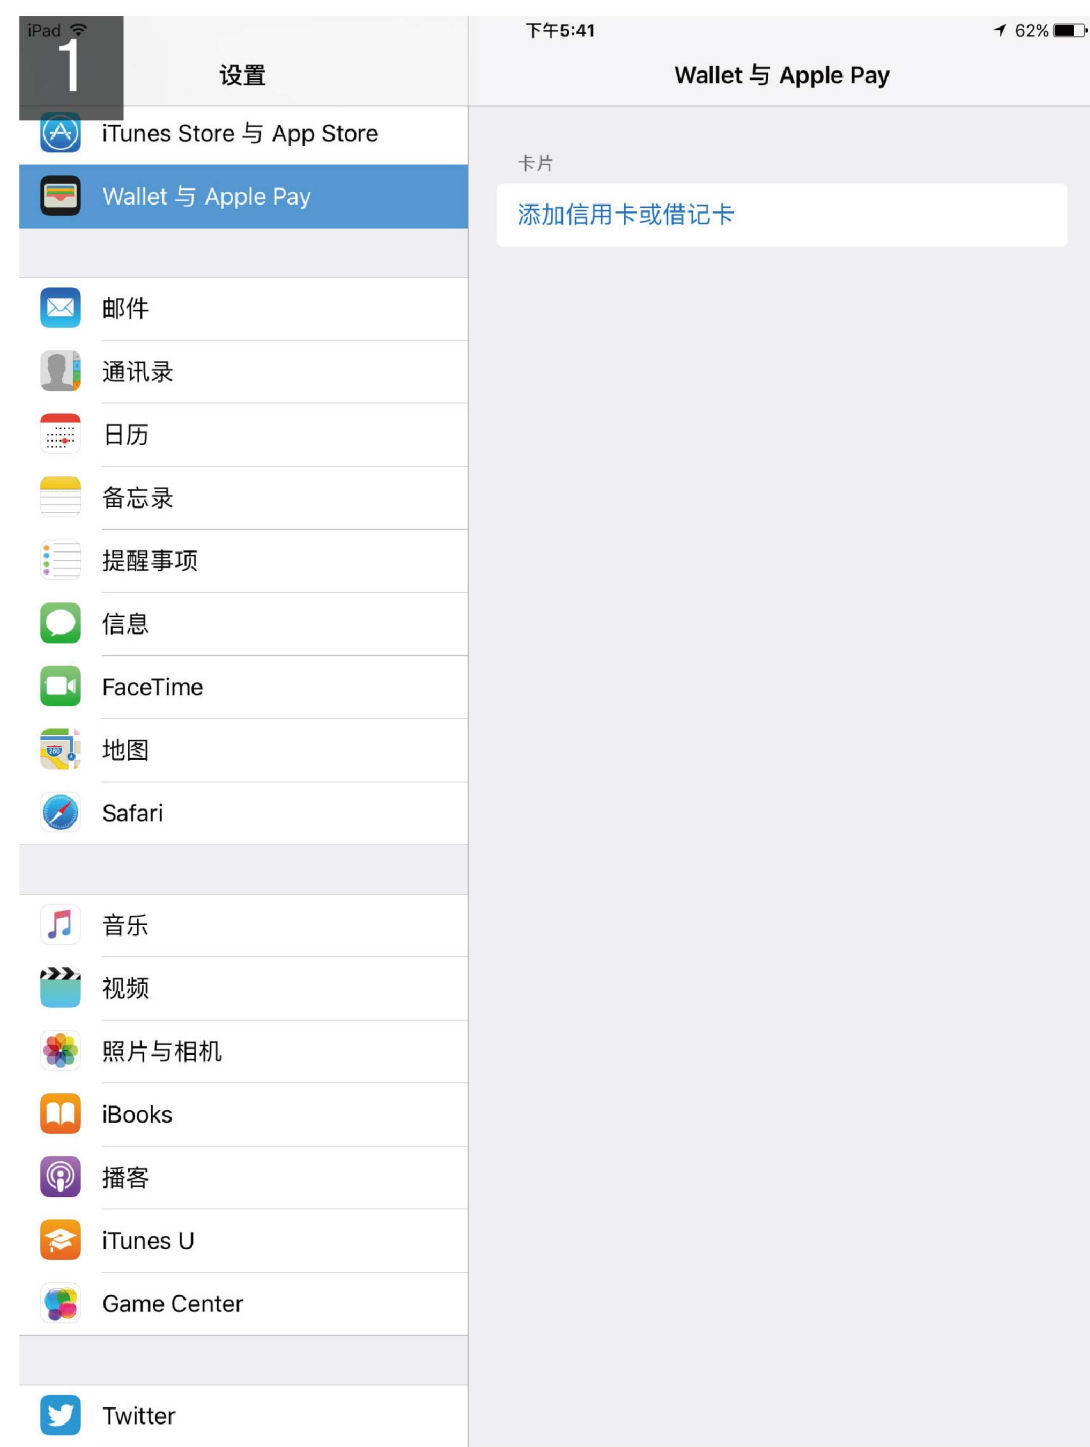 iPad 下午5:41 62%
1
设置
Wallet 与 Apple Pay
iTunes Store 与 App Store
Wallet 与 Apple Pay
邮件
通讯录
日历
备忘录
提醒事项
信息
FaceTime
地图
Safari
音乐
视频
照片与相机
iBooks
播客
iTunes U
Game Center
Twitter
卡片
添加信用卡或借记卡